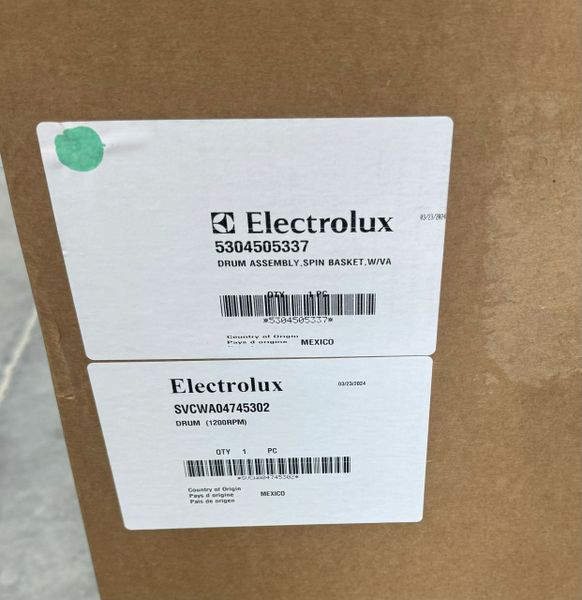 Electrolux
03/23/2024
5304505337
DRUM ASSEMBLY,SPIN BASKET,W/VA
QTY 1 PC
*5304505337*
Country of Origin
Pays d origine MEXICO
Electrolux
03/23/2024
SVCWA04745302
DRUM (1200RPM)
QTY 1 PC
*SVCWA04745302*
Country of Origin
Pays d origine MEXICO
Pais de origen